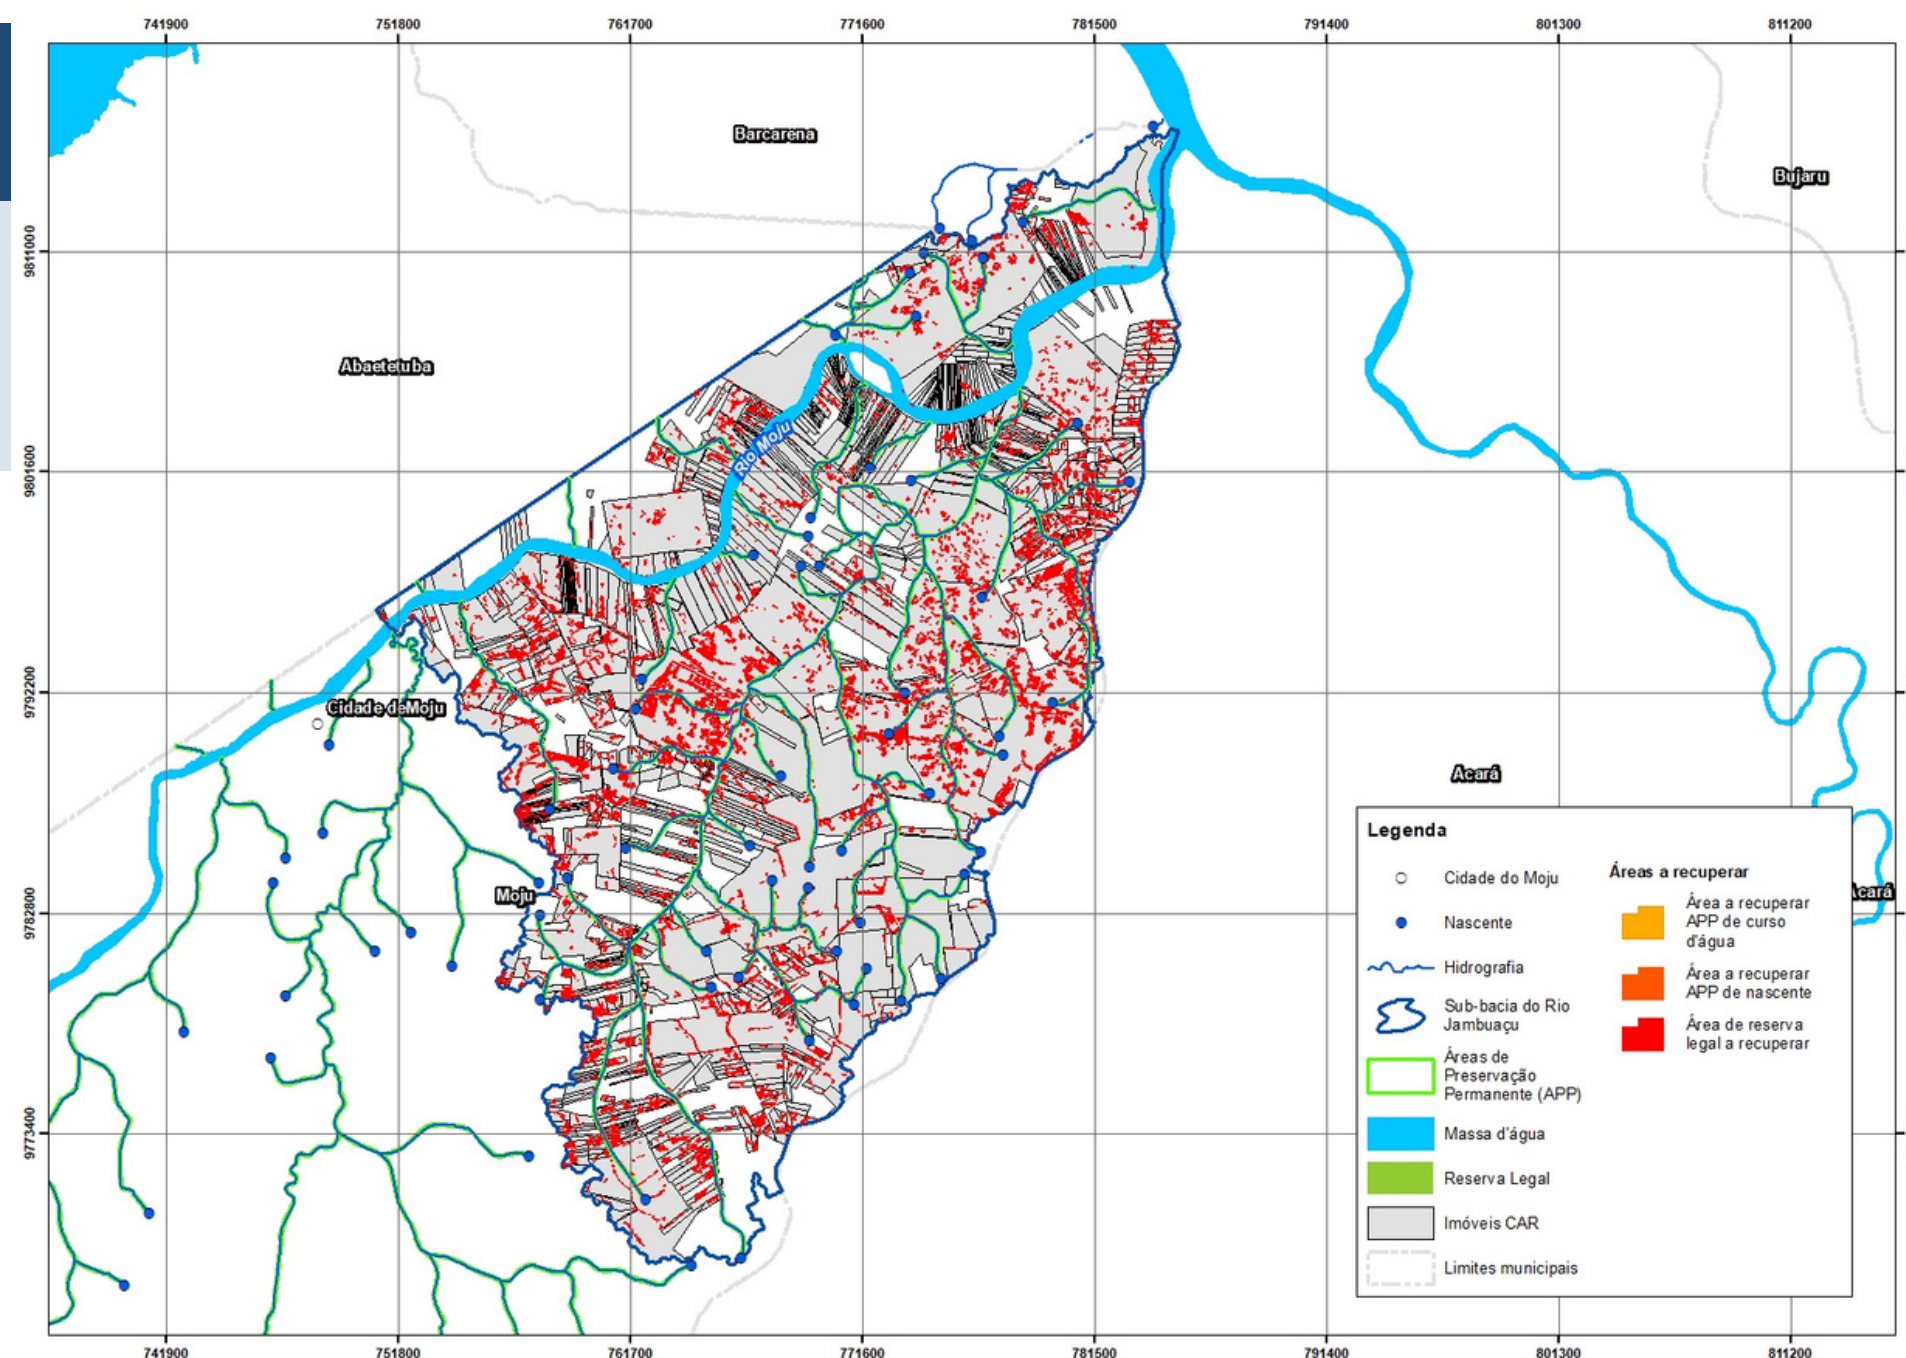 741900 751800 761700 771600 781500 791400 801300 811200
Barcarena
Bujaru
9811000
Abaetetuba
Rio Moju
9801600
9792200
Cidade deMoju
Acará
Moju
9782800
Acará
9773400
Legenda
Cidade do Moju
Nascente
Hidrografia
Sub-bacia do Rio
Jambuaçu
Áreas de
Preservação
Permanente (APP)
Massa d'água
Reserva Legal
Imóveis CAR
Limites municipais
Áreas a recuperar
Área a recuperar
APP de curso
d'água
Área a recuperar
APP de nascente
Área de reserva
legal a recuperar
741900 751800 761700 771600 781500 791400 801300 811200